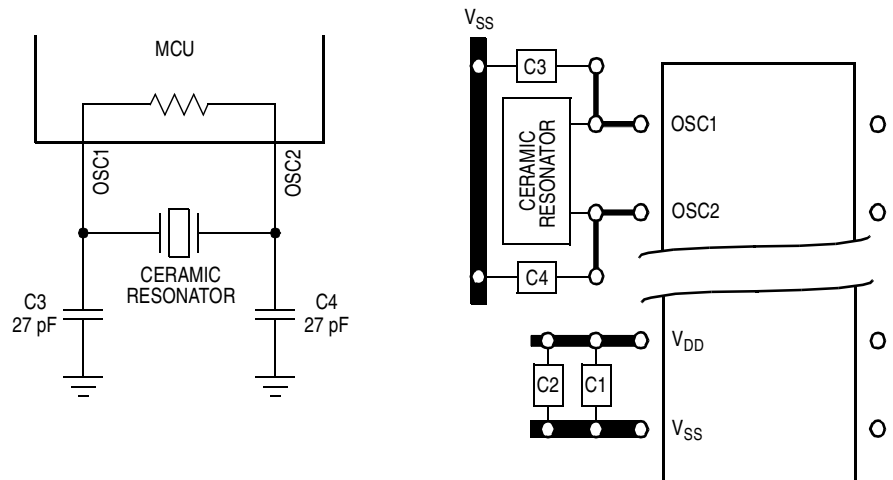 MCU
OSC1
OSC2
CERAMIC
RESONATOR
C3
27 pF
C4
27 pF
VSS
C3
CERAMIC
RESONATOR
C4
OSC1
OSC2
C2
C1
VDD
VSS